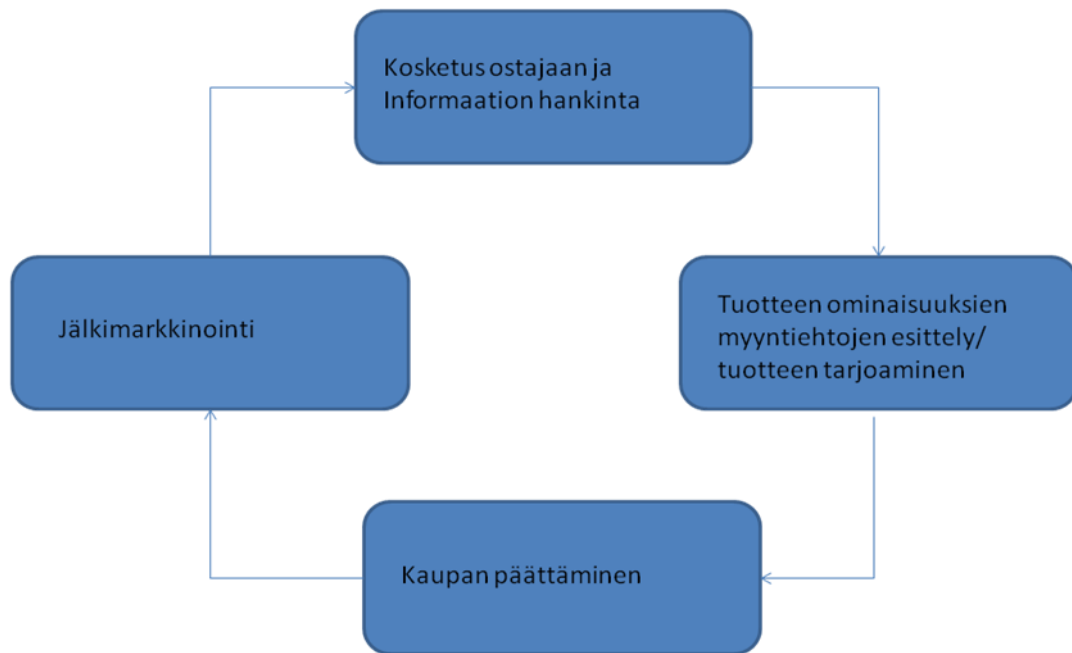 Kosketus ostajaan ja
Informaation hankinta
Jälkimarkkinointi
Tuotteen ominaisuuksien
myyntiehtojen esittely/
tuotteen tarjoaminen
Kaupan päättäminen